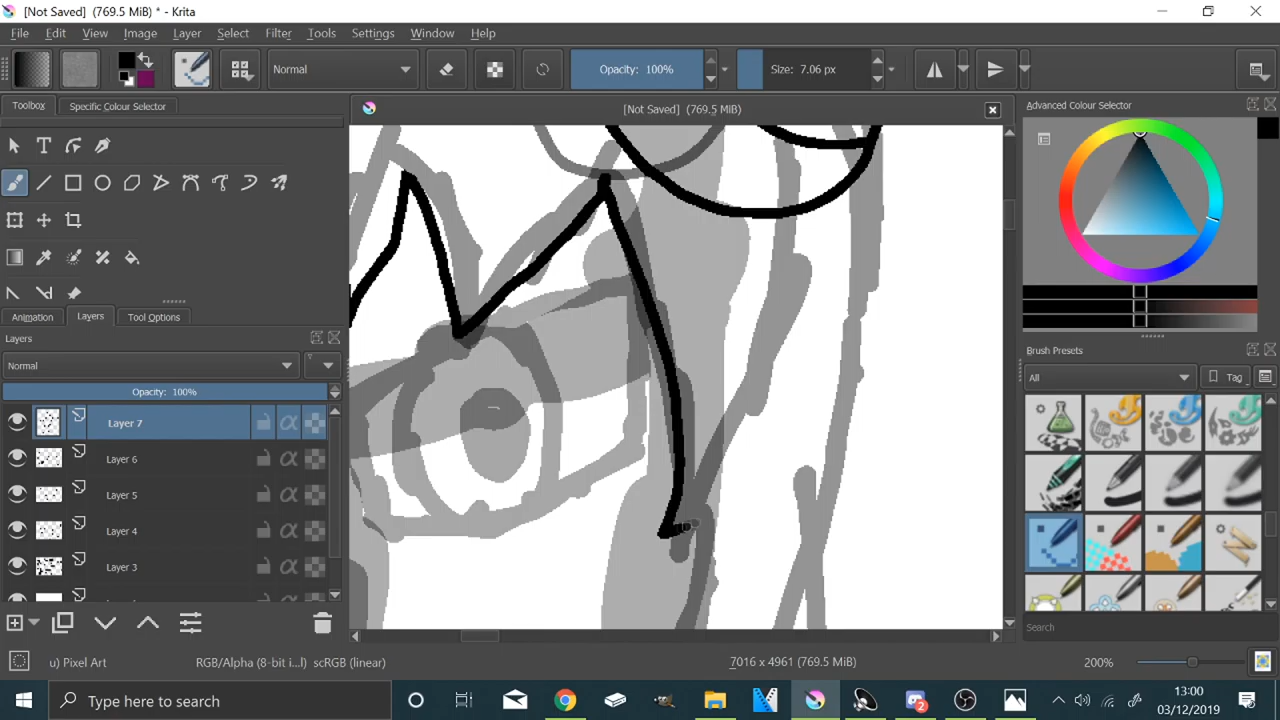 [Not Saved] (769.5 MiB) * - Krita
File Edit View Image Layer Select Filter Tools Settings Window Help
Normal Opacity: 100% Size: 7.06 px
Toolbox Specific Colour Selector
[Not Saved] (769.5 MiB)
Advanced Colour Selector
Animation Layers Tool Options
Layers
Normal
Opacity: 100%
Layer 7
Layer 6
Layer 5
Layer 4
Layer 3
Brush Presets
All Tag
Search
u) Pixel Art RGB/Alpha (8-bit i...l) scRGB (linear) 7016 x 4961 (769.5 MiB) 200%
Type here to search
2
13:00
03/12/2019